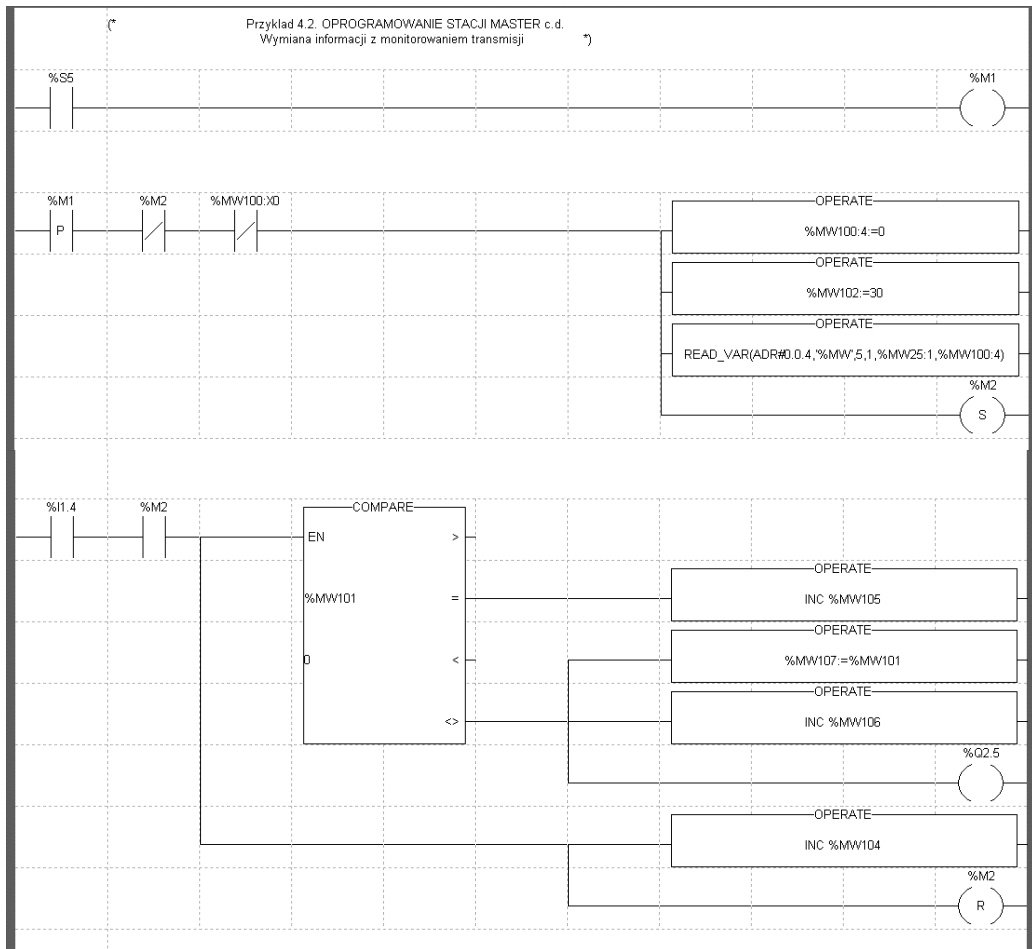 (* Przyklad 4.2. OPROGRAMOWANIE STACJI MASTER c.d.
Wymiana informacji z monitorowaniem transmisji *)
%S5 %M1
%M1 %M2 %MW100:X0
P
OPERATE
%MW100:4:=0
OPERATE
%MW102:=30
OPERATE
READ_VAR(ADR#0.0.4,'%MW',5,1,%MW25:1,%MW100:4)
%M2
S
%I1.4 %M2
COMPARE
EN >
%MW101 =
0 <
<>
OPERATE
INC %MW105
OPERATE
%MW107:=%MW101
OPERATE
INC %MW106
%Q2.5
OPERATE
INC %MW104
%M2
R